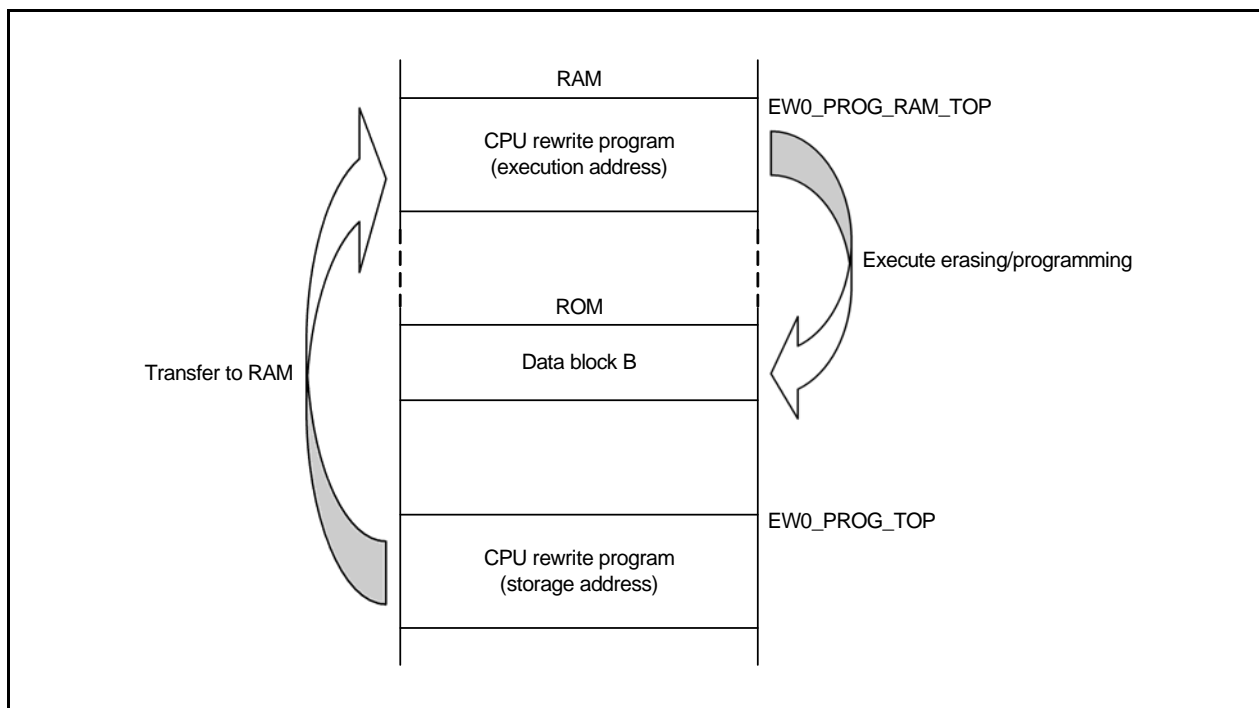 RAM
EW0_PROG_RAM_TOP
CPU rewrite program
(execution address)
Execute erasing/programming
ROM
Data block B
Transfer to RAM
EW0_PROG_TOP
CPU rewrite program
(storage address)